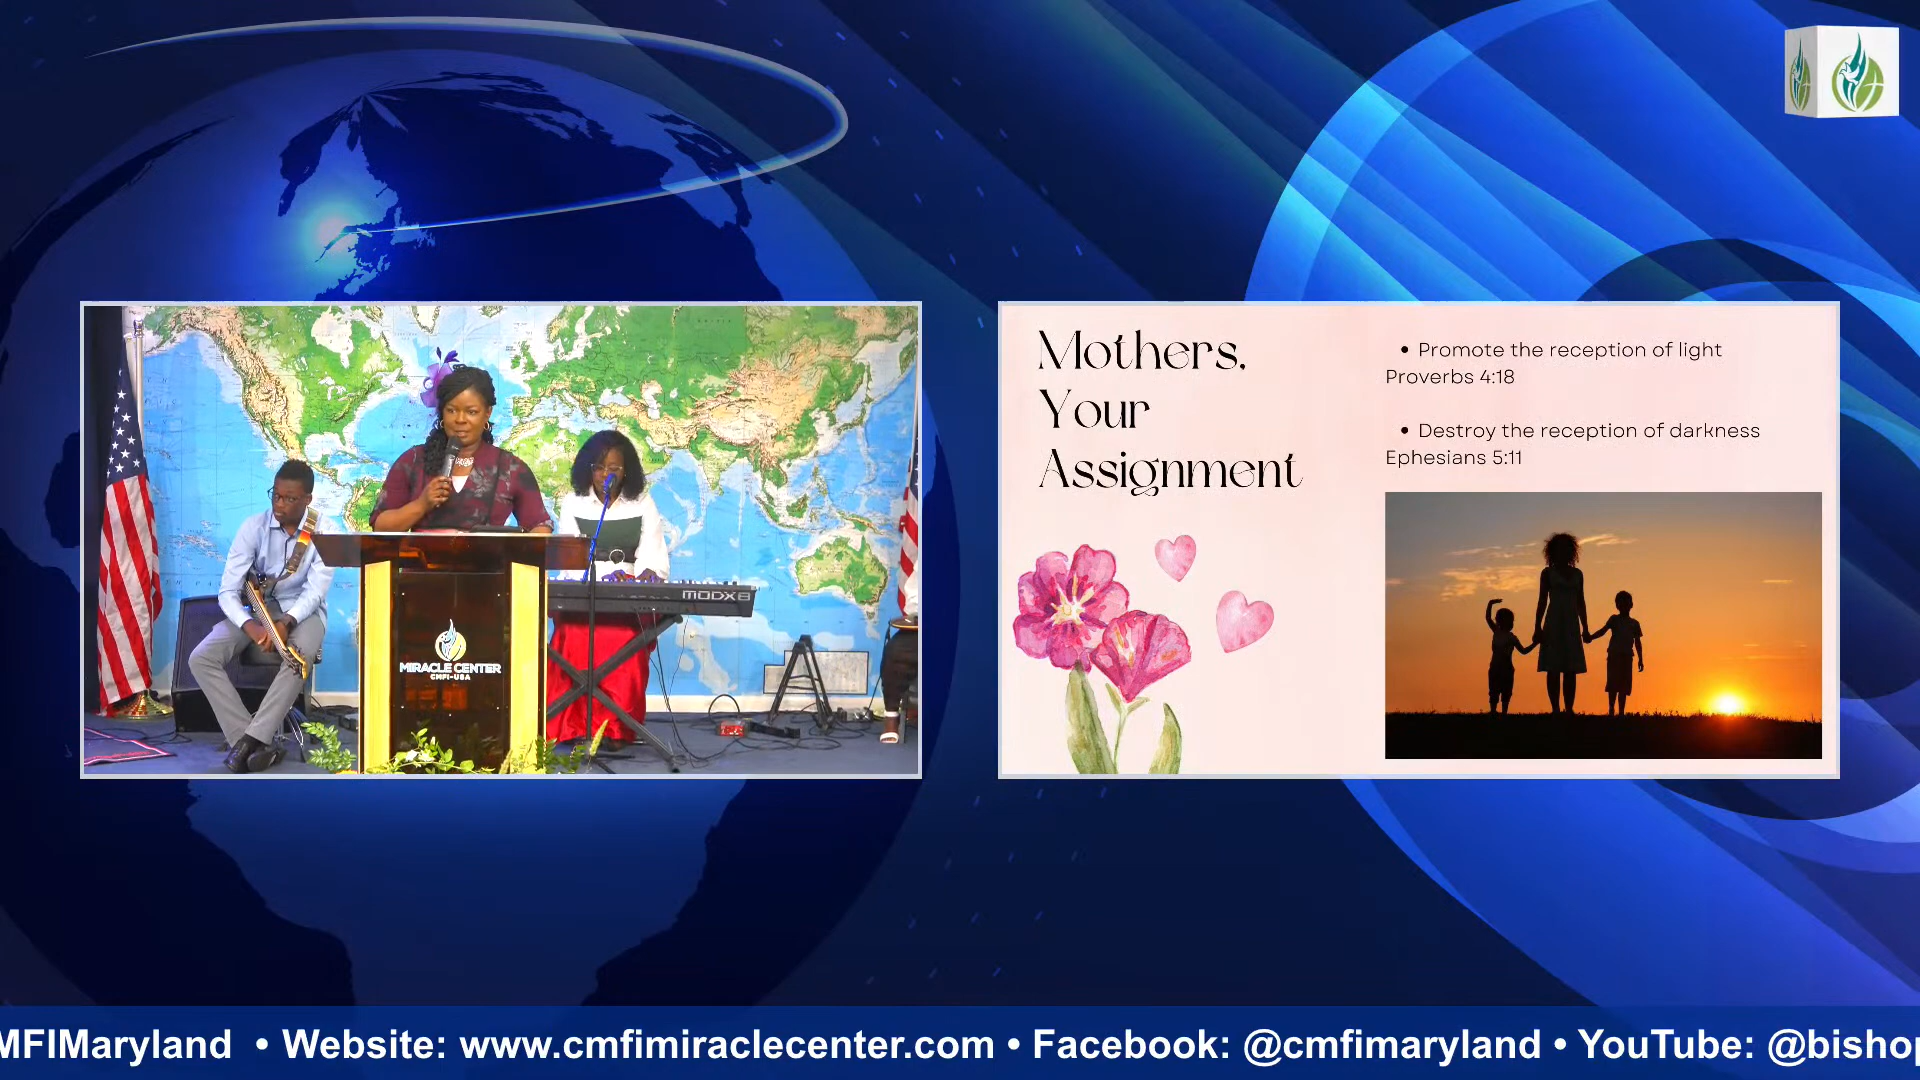 MIRACLE CENTER
CMFI-USA
MODX8
Mothers,
Your
Assignment
• Promote the reception of light
Proverbs 4:18
• Destroy the reception of darkness
Ephesians 5:11
MFIMaryland • Website: www.cmfimiraclecenter.com • Facebook: @cmfimaryland • YouTube: @bishop